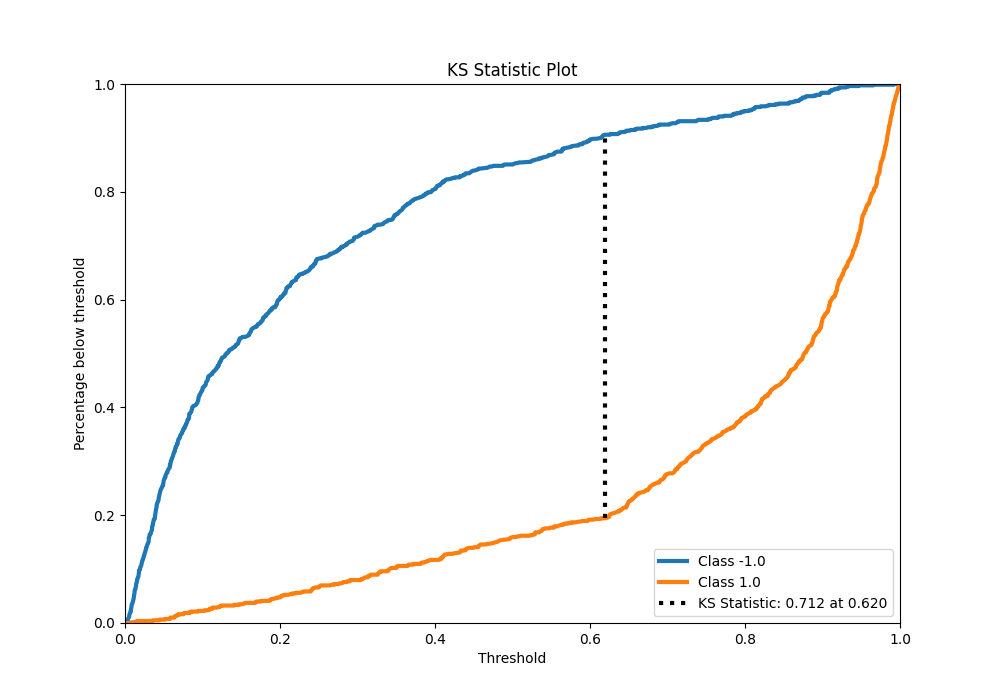 KS Statistic Plot
1.0
0.8
0.6
0.4
0.2
0.0
Percentage below threshold
Class -1.0
Class 1.0
KS Statistic: 0.712 at 0.620
0.0 0.2 0.4 0.6 0.8 1.0
Threshold